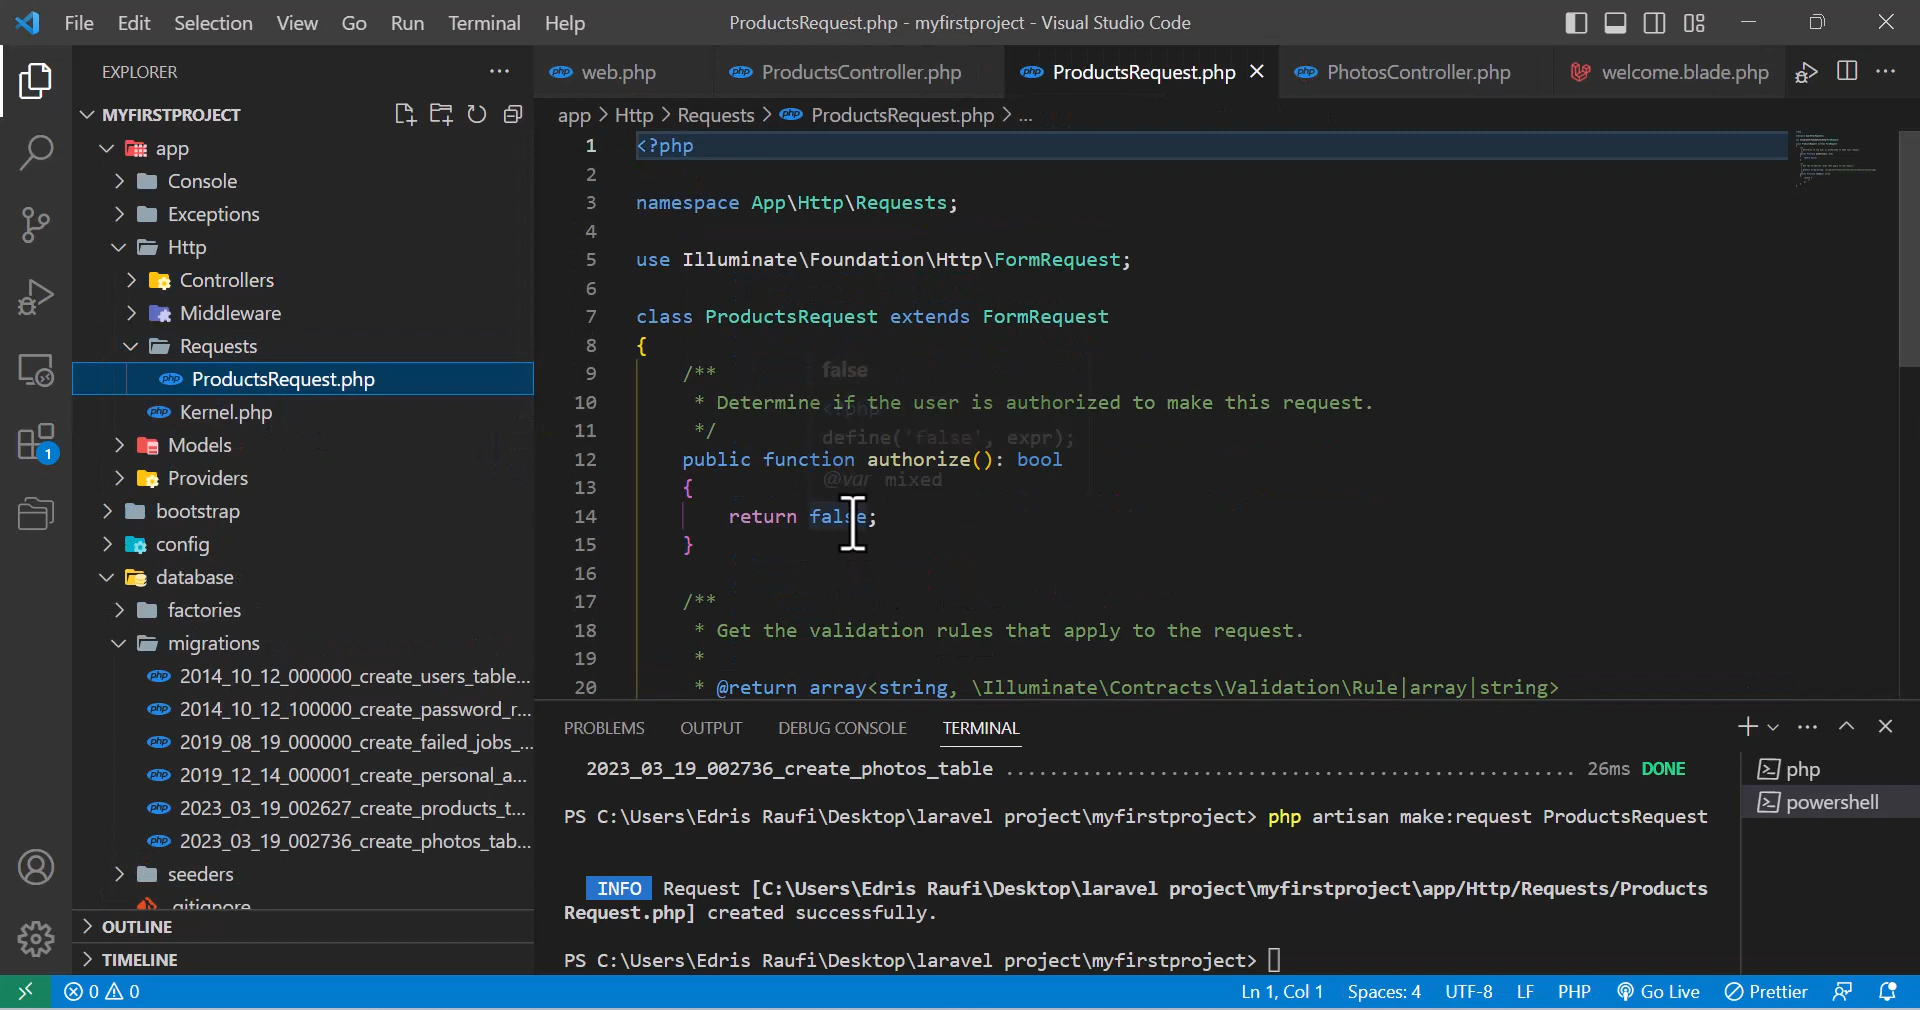 File Edit Selection View Go Run Terminal Help
ProductsRequest.php - myfirstproject - Visual Studio Code
EXPLORER
MYFIRSTPROJECT
app
Console
Exceptions
Http
Controllers
Middleware
Requests
ProductsRequest.php
Kernel.php
Models
Providers
bootstrap
config
database
factories
migrations
2014_10_12_000000_create_users_table...
2014_10_12_100000_create_password_r...
2019_08_19_000000_create_failed_jobs_...
2019_12_14_000001_create_personal_a...
2023_03_19_002627_create_products_t...
2023_03_19_002736_create_photos_tab...
seeders
.gitignore
OUTLINE
TIMELINE
1
web.php ProductsController.php ProductsRequest.php PhotosController.php welcome.blade.php
app > Http > Requests > ProductsRequest.php > ...
1 <?php
2
3 namespace App\Http\Requests;
4
5 use Illuminate\Foundation\Http\FormRequest;
6
7 class ProductsRequest extends FormRequest
8 {
9 /**
10 * Determine if the user is authorized to make this request.
11 */
12 public function authorize(): bool
13 {
14 return false;
15 }
16
17 /**
18 * Get the validation rules that apply to the request.
19 *
20 * @return array<string, \Illuminate\Contracts\Validation\Rule|array|string>
false
<?php
define('false', expr);
@var mixed
PROBLEMS OUTPUT DEBUG CONSOLE TERMINAL
2023_03_19_002736_create_photos_table ................................................. 26ms DONE
PS C:\Users\Edris Raufi\Desktop\laravel project\myfirstproject> php artisan make:request ProductsRequest
INFO Request [C:\Users\Edris Raufi\Desktop\laravel project\myfirstproject\app/Http/Requests/Products
Request.php] created successfully.
PS C:\Users\Edris Raufi\Desktop\laravel project\myfirstproject>
php
powershell
0 0
Ln 1, Col 1 Spaces: 4 UTF-8 LF PHP Go Live Prettier